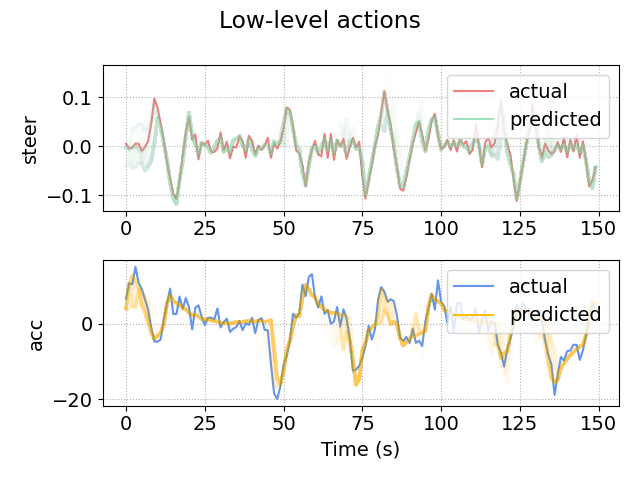 Low-level actions
steer
0.1
0.0
−0.1
actual
predicted
0 25 50 75 100 125 150
acc
0
−20
actual
predicted
0 25 50 75 100 125 150
Time (s)